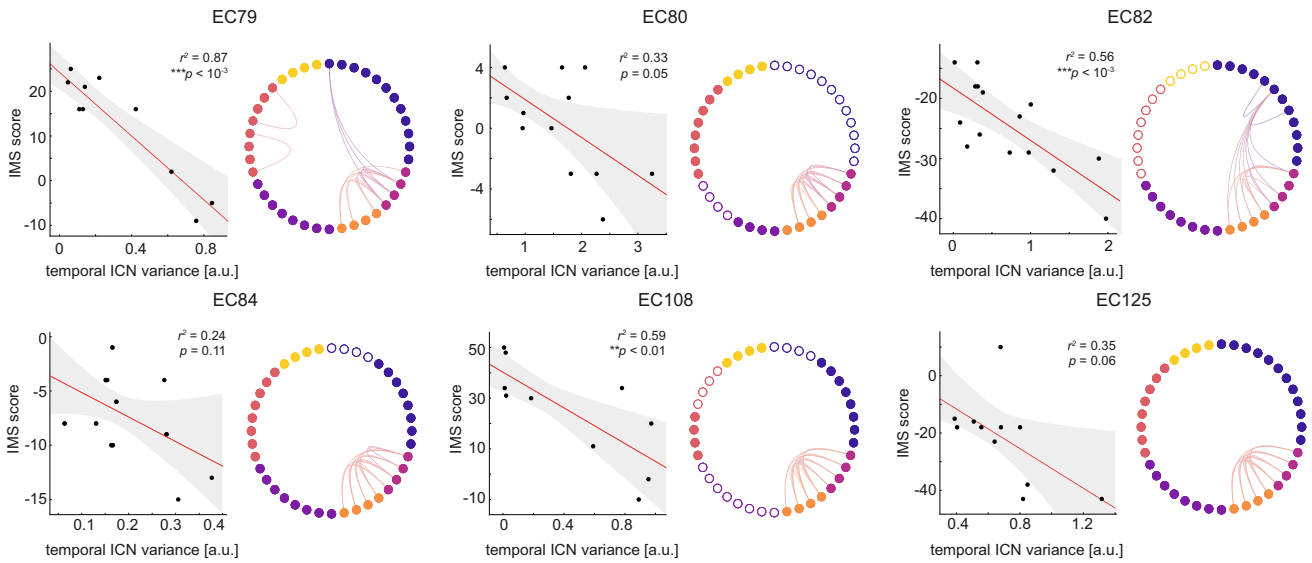 EC79
r² = 0.87
***p < 10⁻³
IMS score
20
10
0
-10
0
0.4
0.8
temporal ICN variance [a.u.]
EC80
r² = 0.33
p = 0.05
IMS score
4
0
-4
1
2
3
temporal ICN variance [a.u.]
EC82
r² = 0.56
***p < 10⁻³
IMS score
-20
-30
-40
0
1
2
temporal ICN variance [a.u.]
EC84
r² = 0.24
p = 0.11
IMS score
0
-5
-10
-15
0.1
0.3
0.4
temporal ICN variance [a.u.]
EC108
r² = 0.59
**p < 0.01
IMS score
50
30
10
-10
0
0.4
0.8
temporal ICN variance [a.u.]
EC125
r² = 0.35
p = 0.06
IMS score
10
0
-20
-40
0.4
0.8
1.2
temporal ICN variance [a.u.]